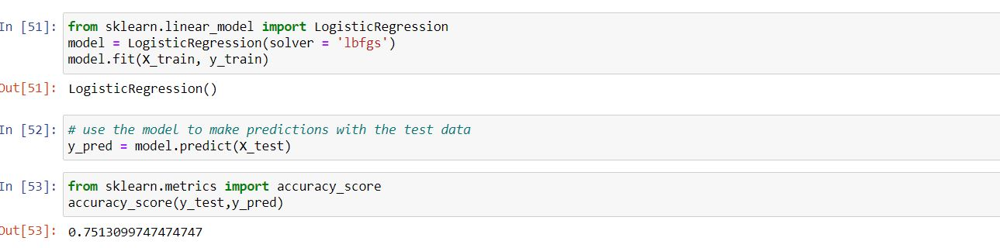 In [51]: from sklearn.linear_model import LogisticRegression
model = LogisticRegression(solver = 'lbfgs')
model.fit(X_train, y_train)
Out[51]: LogisticRegression()
In [52]: # use the model to make predictions with the test data
y_pred = model.predict(X_test)
In [53]: from sklearn.metrics import accuracy_score
accuracy_score(y_test,y_pred)
Out[53]: 0.7513099747474747